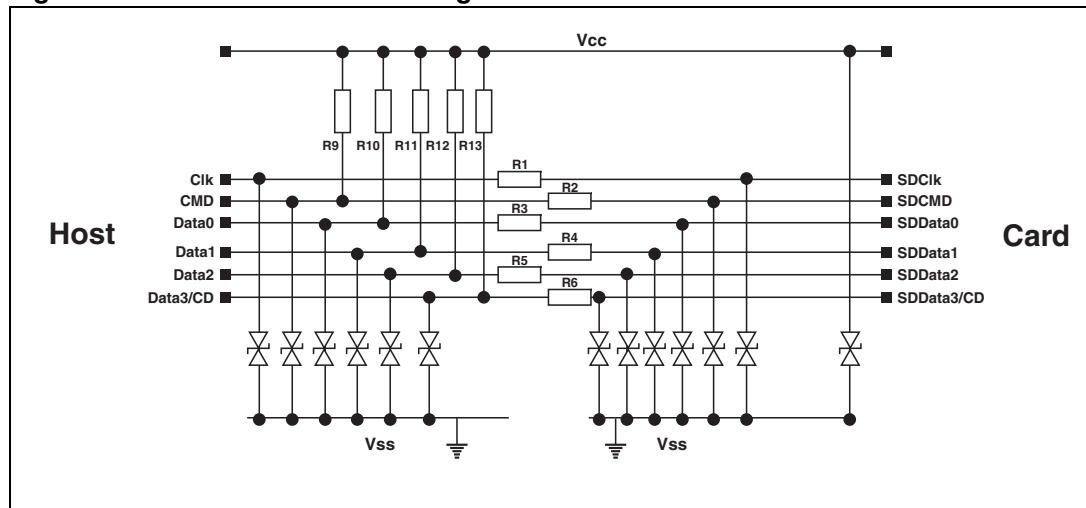 Vcc
R9 R10 R11 R12 R13
R1
Clk SDClk
R2
CMD SDCMD
R3
Data0 SDData0
Host Card
R4
Data1 SDData1
R5
Data2 SDData2
R6
Data3/CD SDData3/CD
Vss Vss